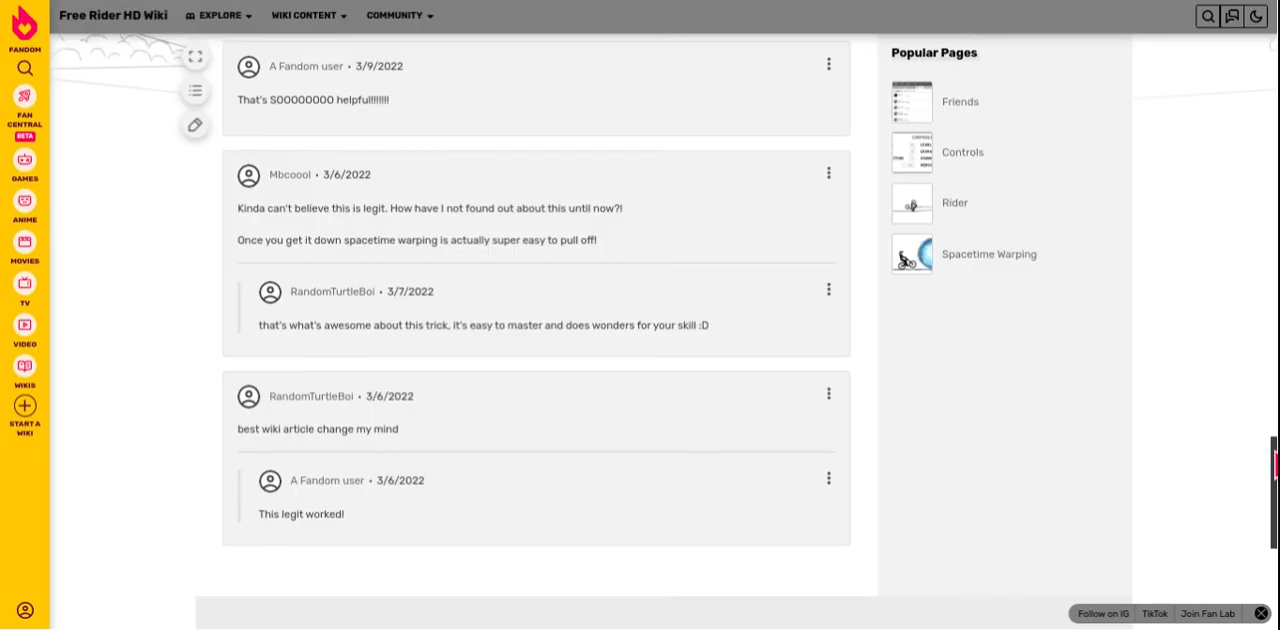 Free Rider HD Wiki
EXPLORE
WIKI CONTENT
COMMUNITY
FANDOM
FAN
CENTRAL
BETA
GAMES
ANIME
MOVIES
TV
VIDEO
WIKIS
START A
WIKI
A Fandom user • 3/9/2022
That's SOOOOOOOO helpful!!!!!!!!
Mbcoool • 3/6/2022
Kinda can't believe this is legit. How have I not found out about this until now?!
Once you get it down spacetime warping is actually super easy to pull off!
RandomTurtleBoi • 3/7/2022
that's what's awesome about this trick, it's easy to master and does wonders for your skill :D
RandomTurtleBoi • 3/6/2022
best wiki article change my mind
A Fandom user • 3/6/2022
This legit worked!
Popular Pages
Friends
Controls
Rider
Spacetime Warping
Follow on IG
TikTok
Join Fan Lab